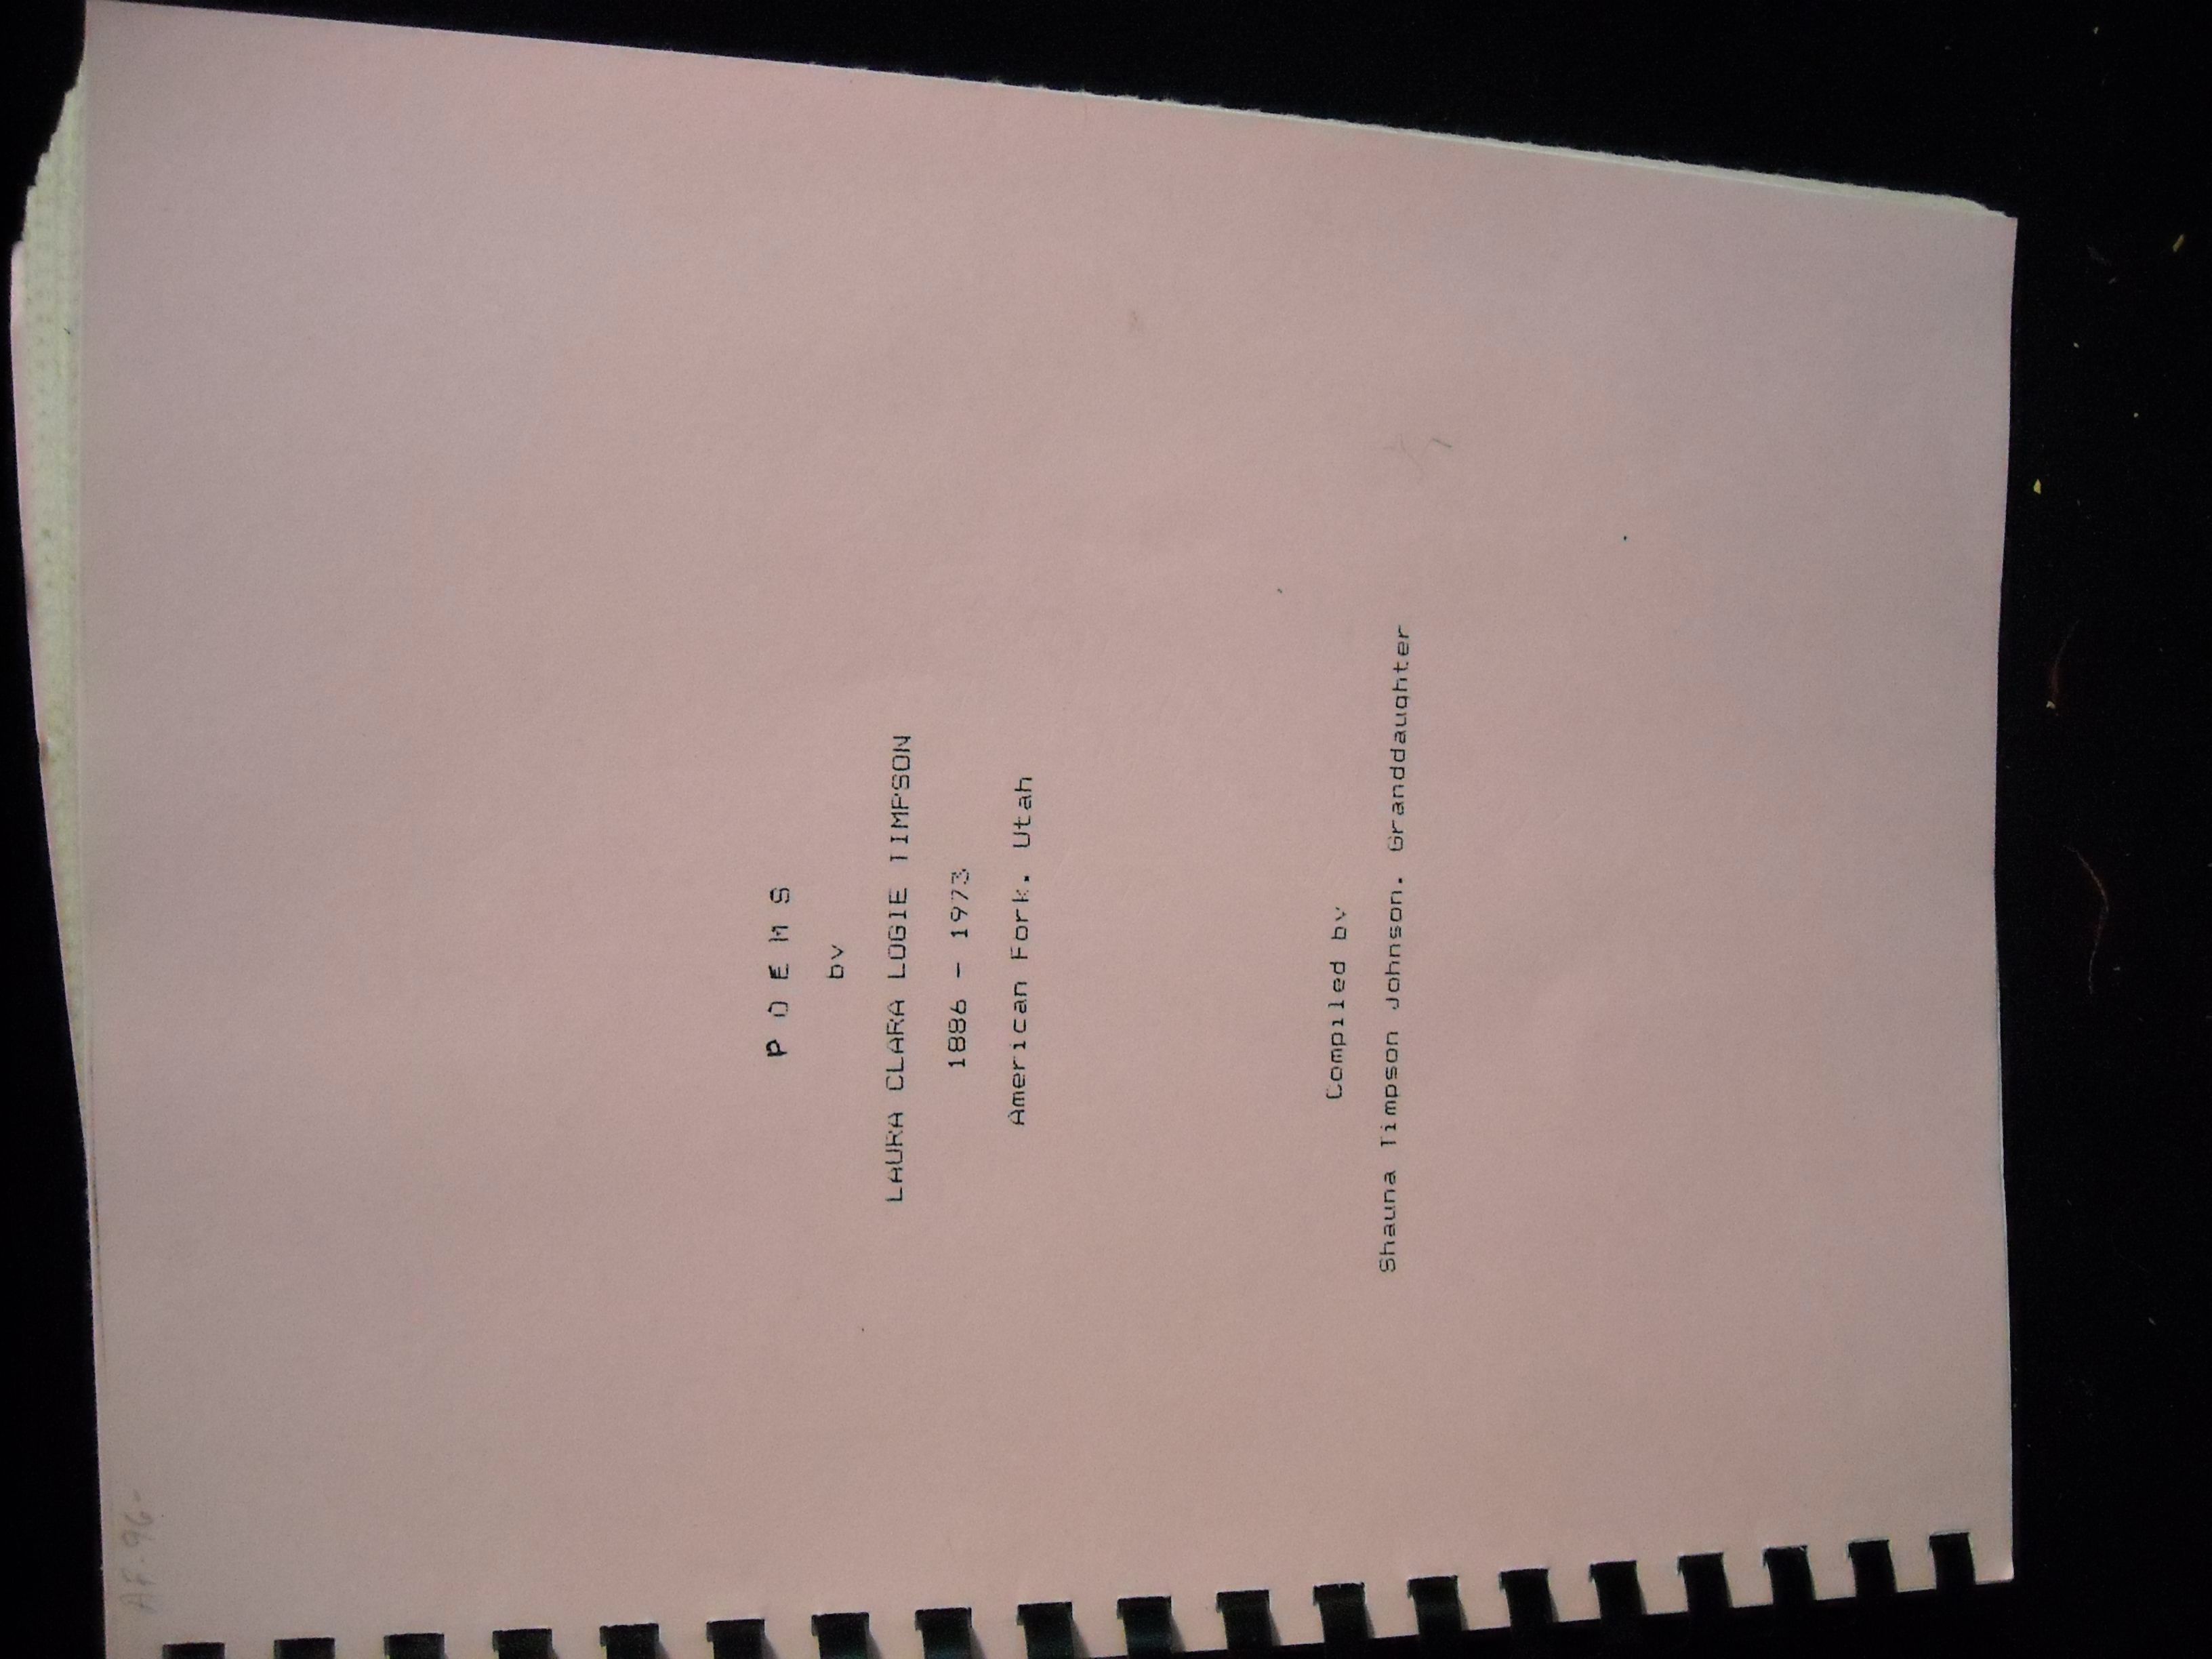 AF-96-
P O E M S
by
LAURA CLARA LOGIE TIMPSON
1886 - 1973
American Fork, Utah
Compiled by
Shauna Timpson Johnson, Granddaughter